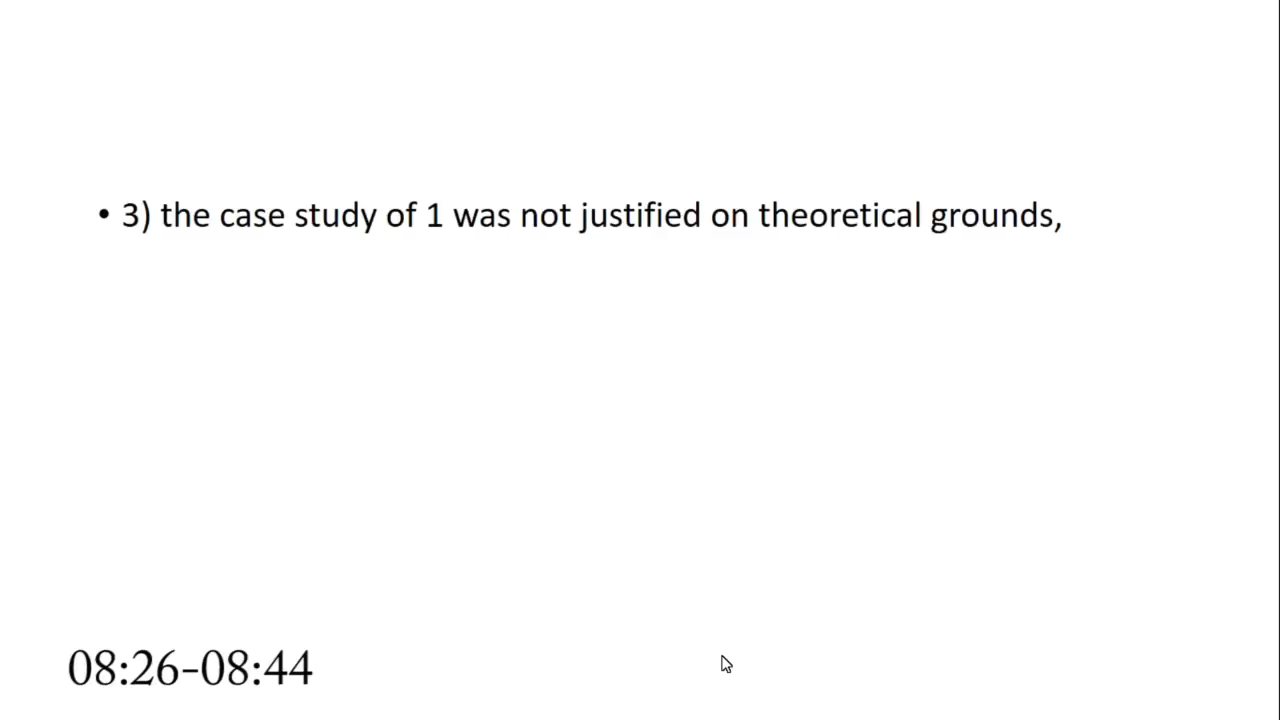 • 3) the case study of 1 was not justified on theoretical grounds,
08:26-08:44